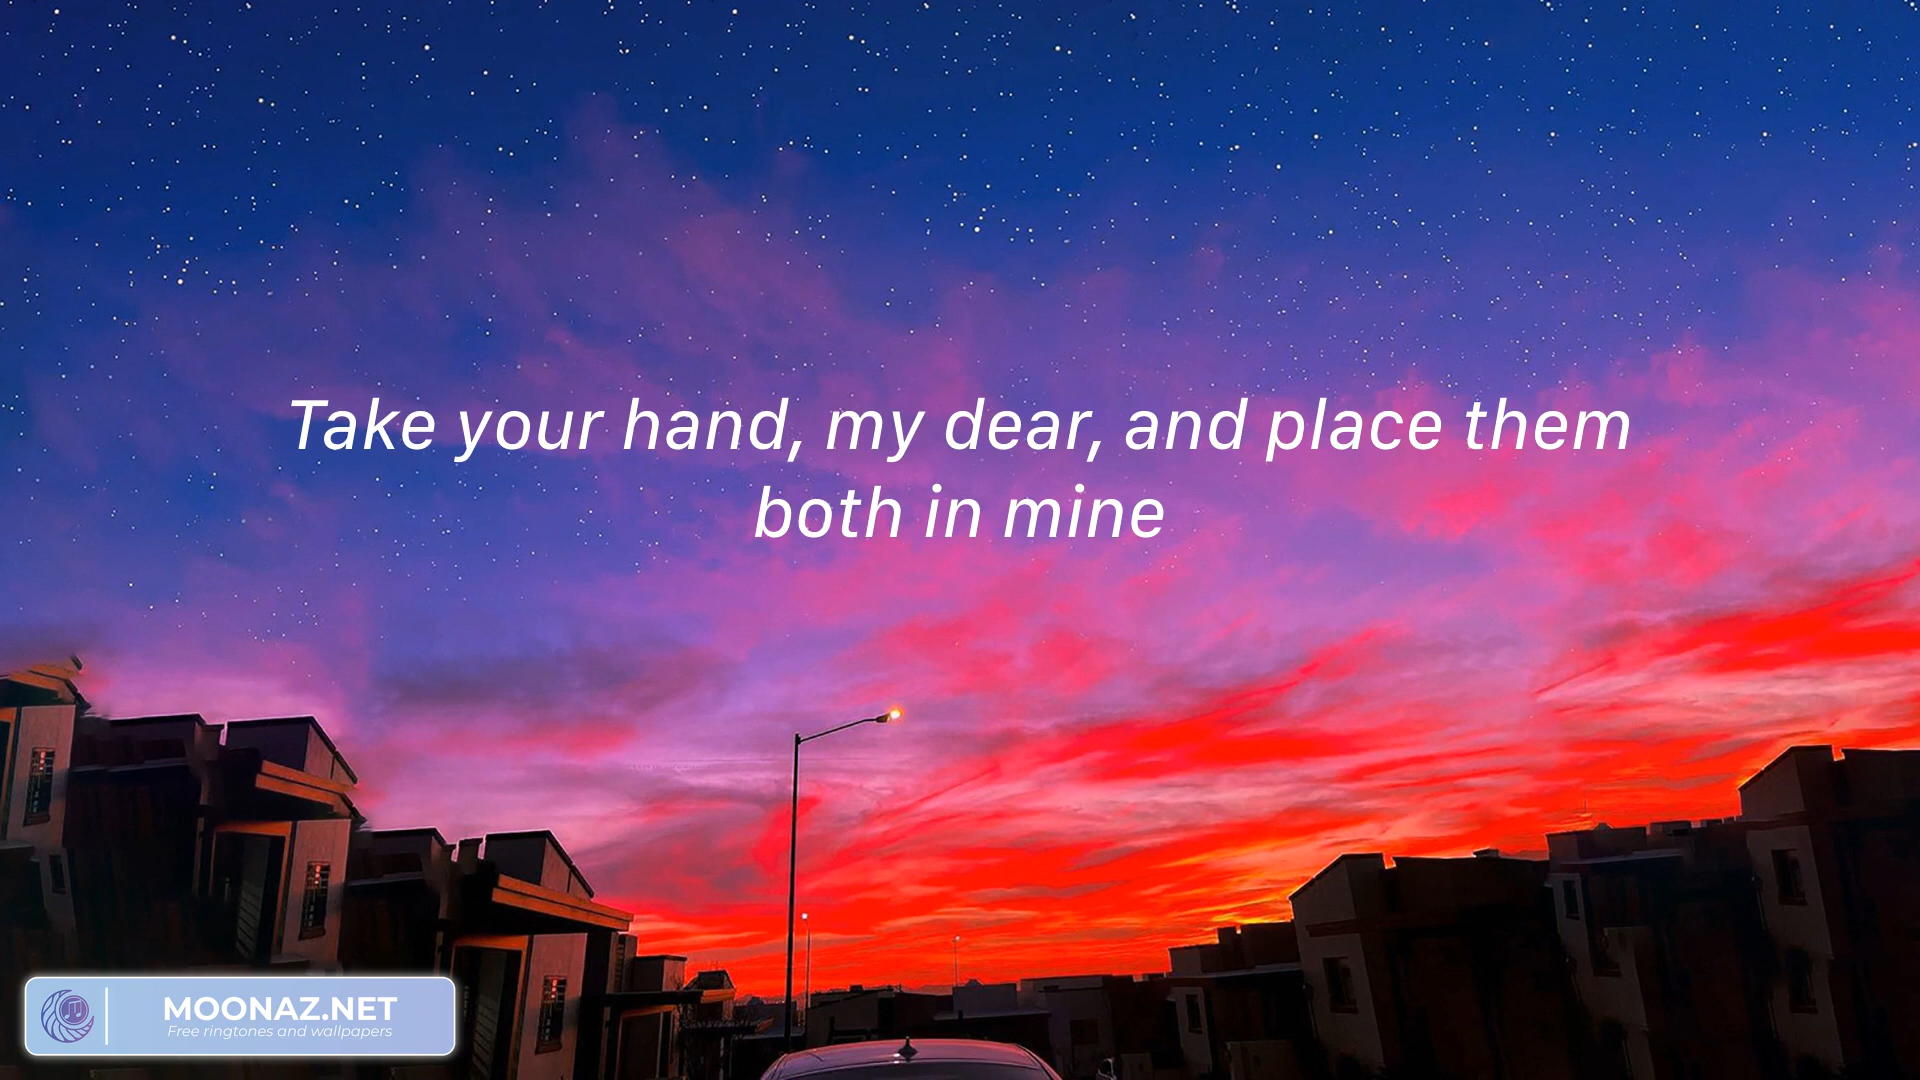 Take your hand, my dear, and place them
both in mine
MOONAZ.NET
Free ringtones and wallpapers